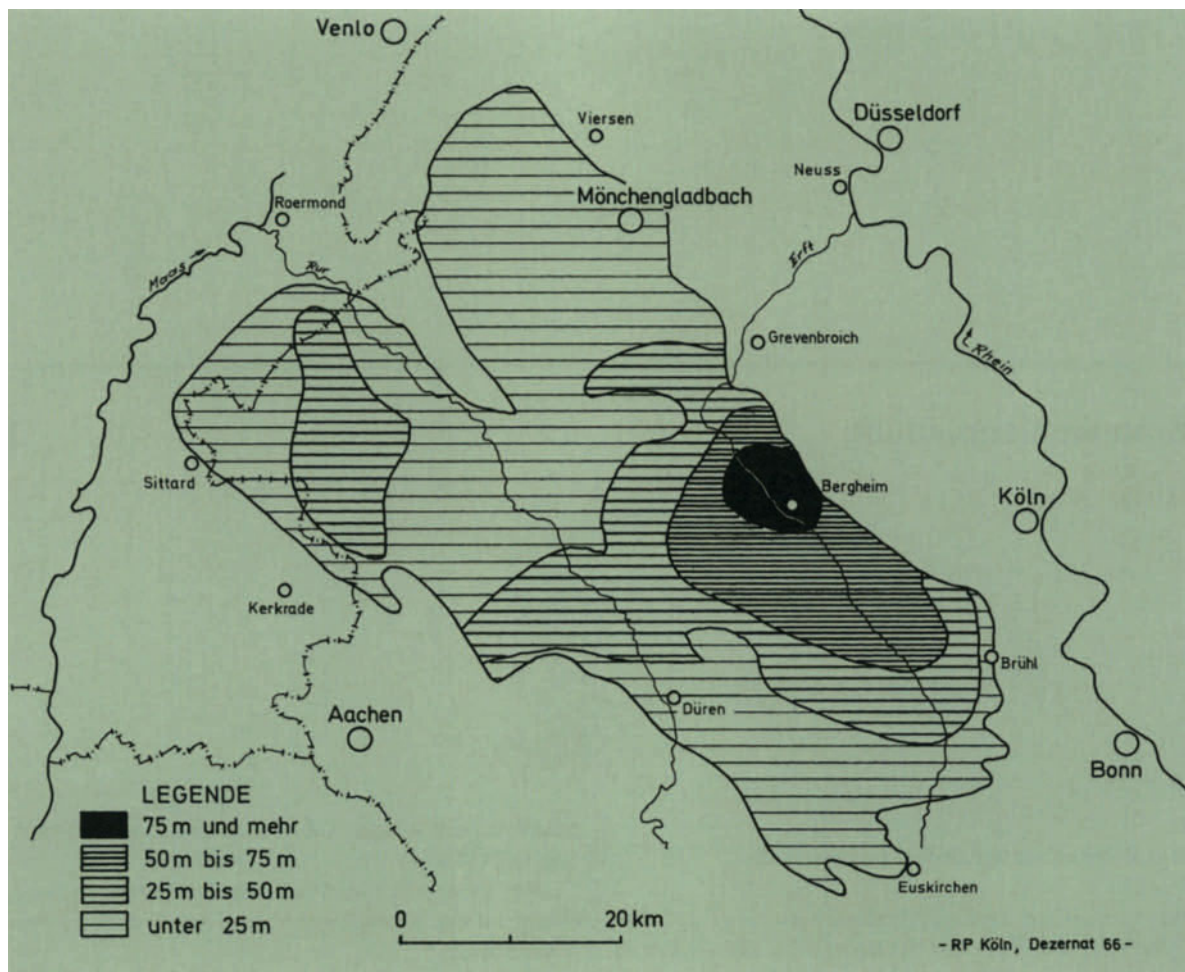 Venlo
Viersen
Düsseldorf
Neuss
Roermond
Mönchengladbach
Maas
Rur
Erft
Grevenbroich
Rhein
Sittard
Bergheim
Köln
Kerkrade
Brühl
Aachen
Düren
Bonn
LEGENDE
75 m und mehr
50 m bis 75 m
25 m bis 50 m
unter 25 m
Euskirchen
0 20 km
- RP Köln, Dezernat 66 -